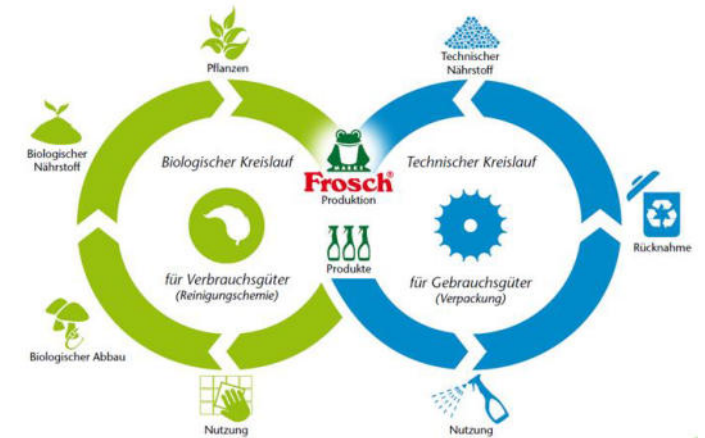 Pflanzen
Technischer
Nährstoff
Biologischer
Nährstoff
Biologischer Kreislauf
Technischer Kreislauf
MARKE
Frosch®
Produktion
Rücknahme
Produkte
für Verbrauchsgüter
(Reinigungschemie)
für Gebrauchsgüter
(Verpackung)
Biologischer Abbau
Nutzung
Nutzung